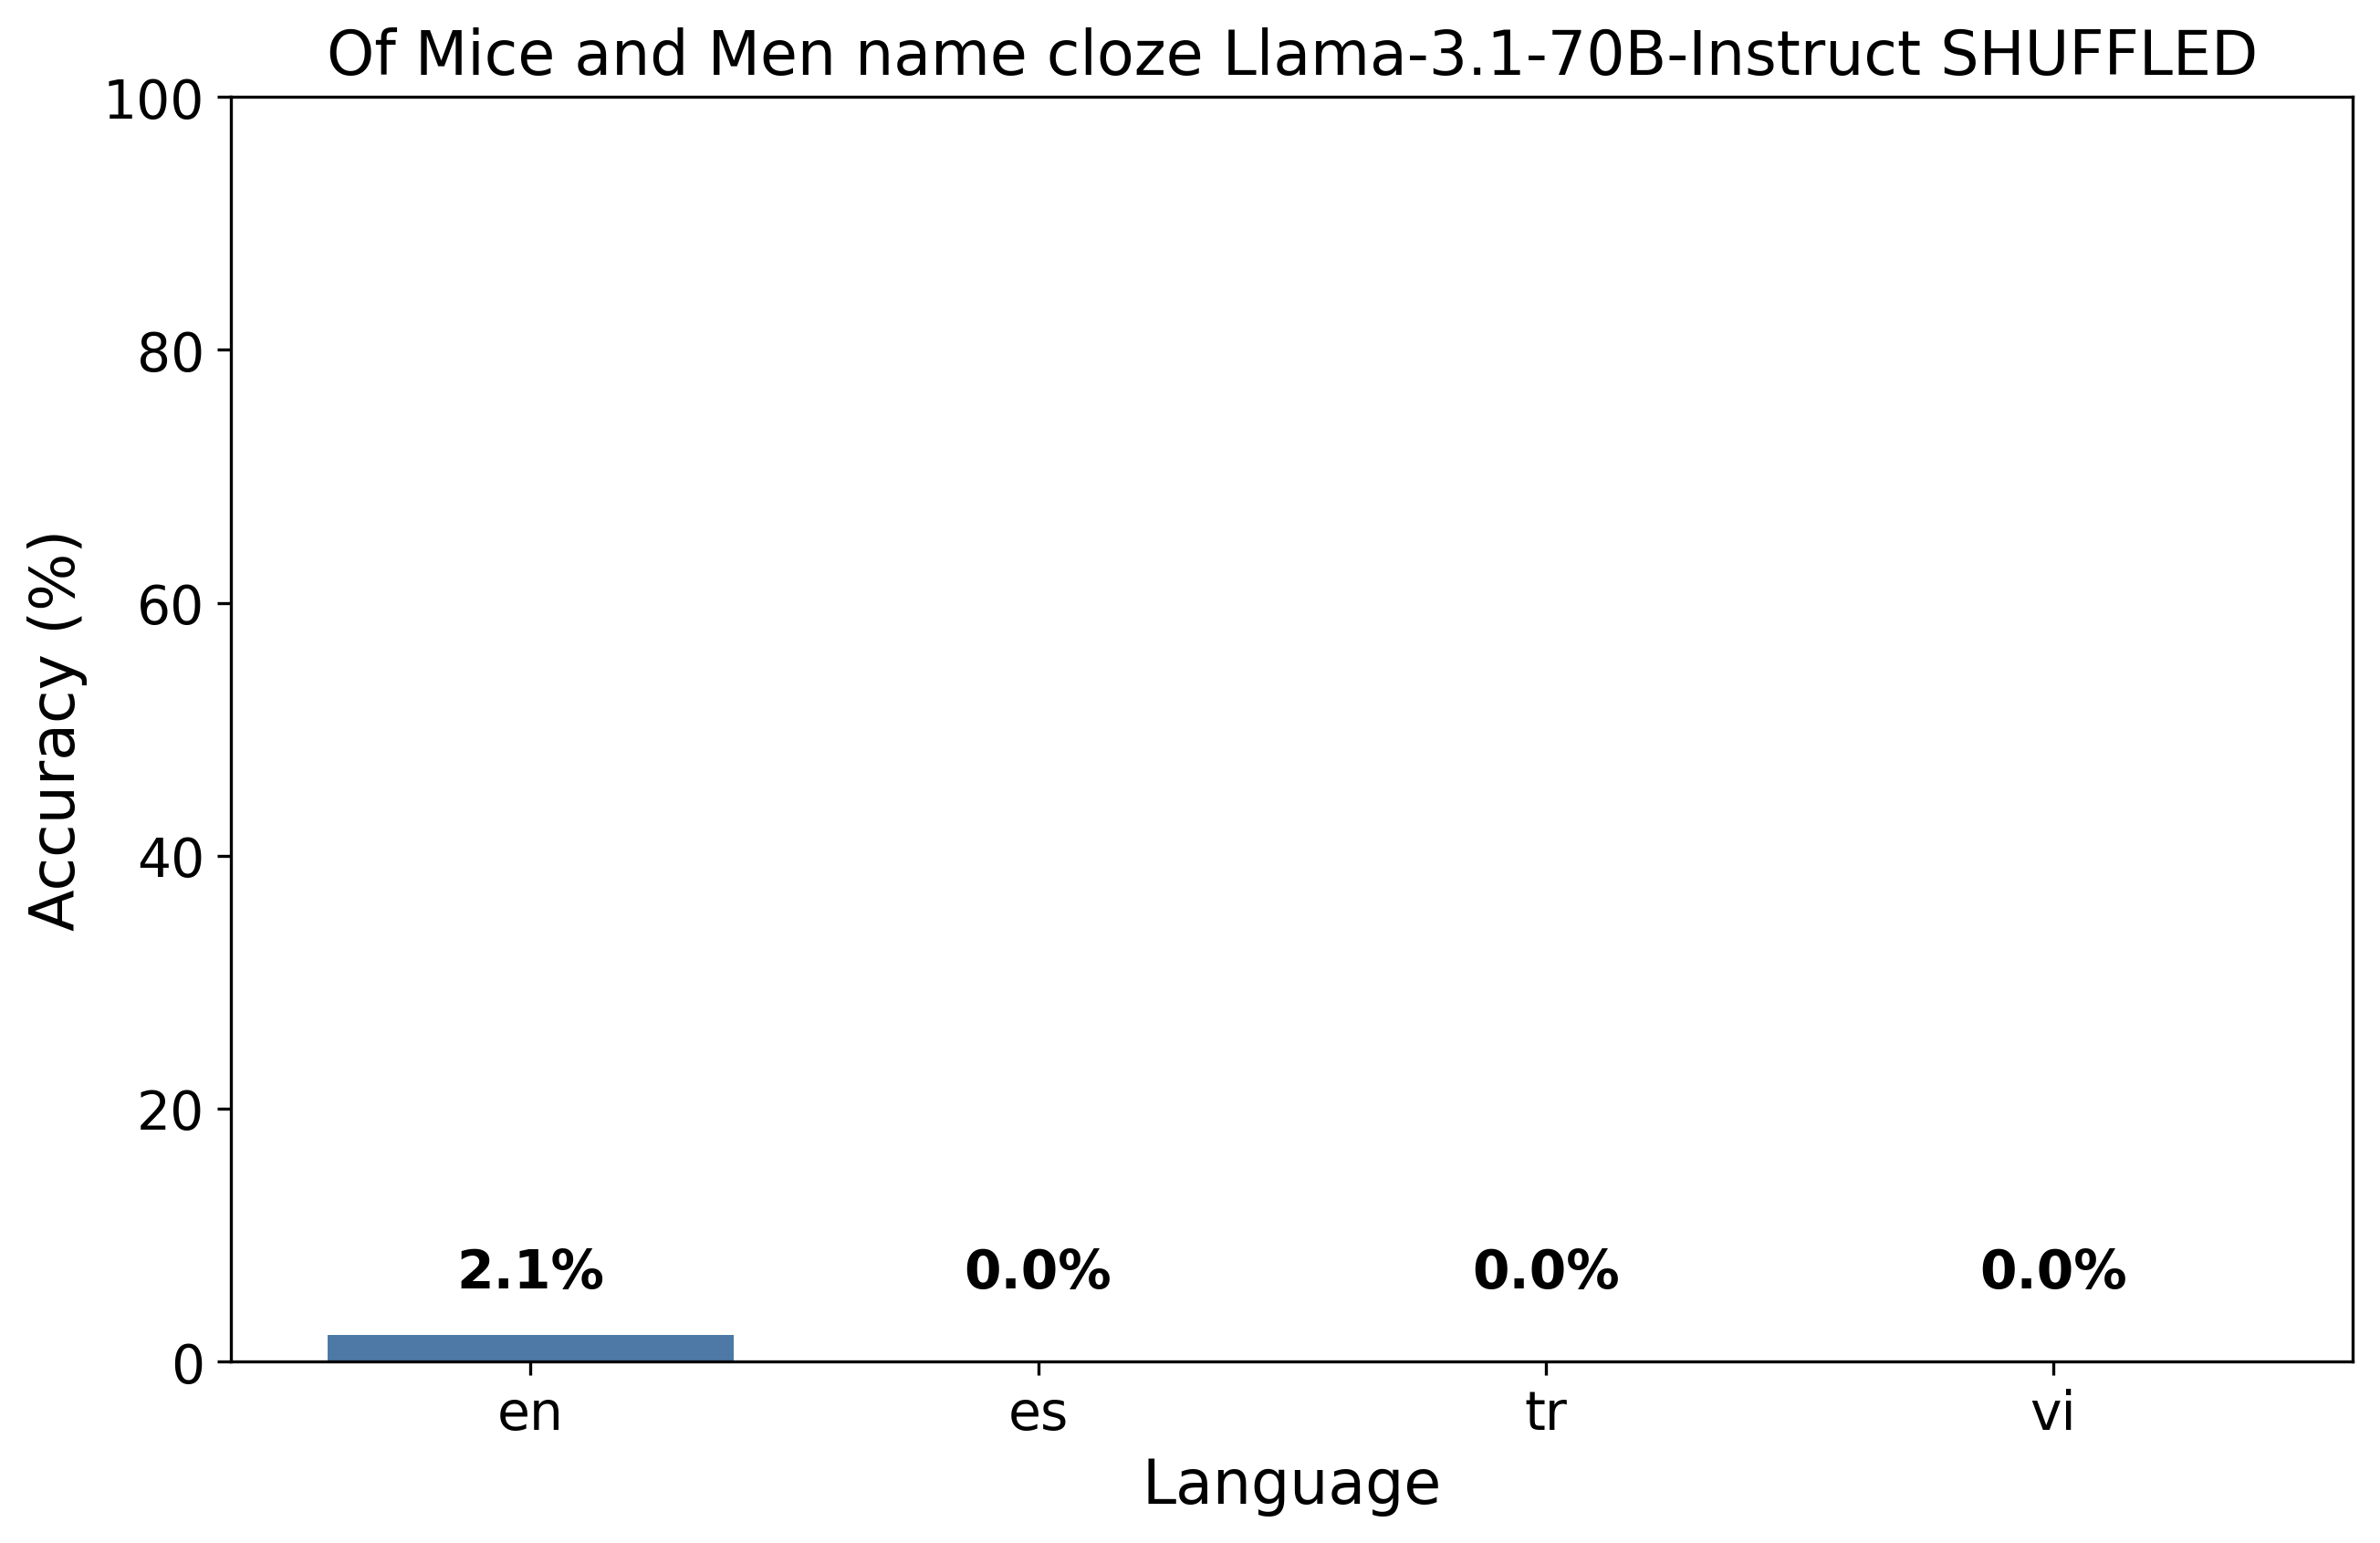 Of Mice and Men name cloze Llama-3.1-70B-Instruct SHUFFLED
Accuracy (%)
100
80
60
40
20
0
2.1%
0.0%
0.0%
0.0%
en
es
tr
vi
Language